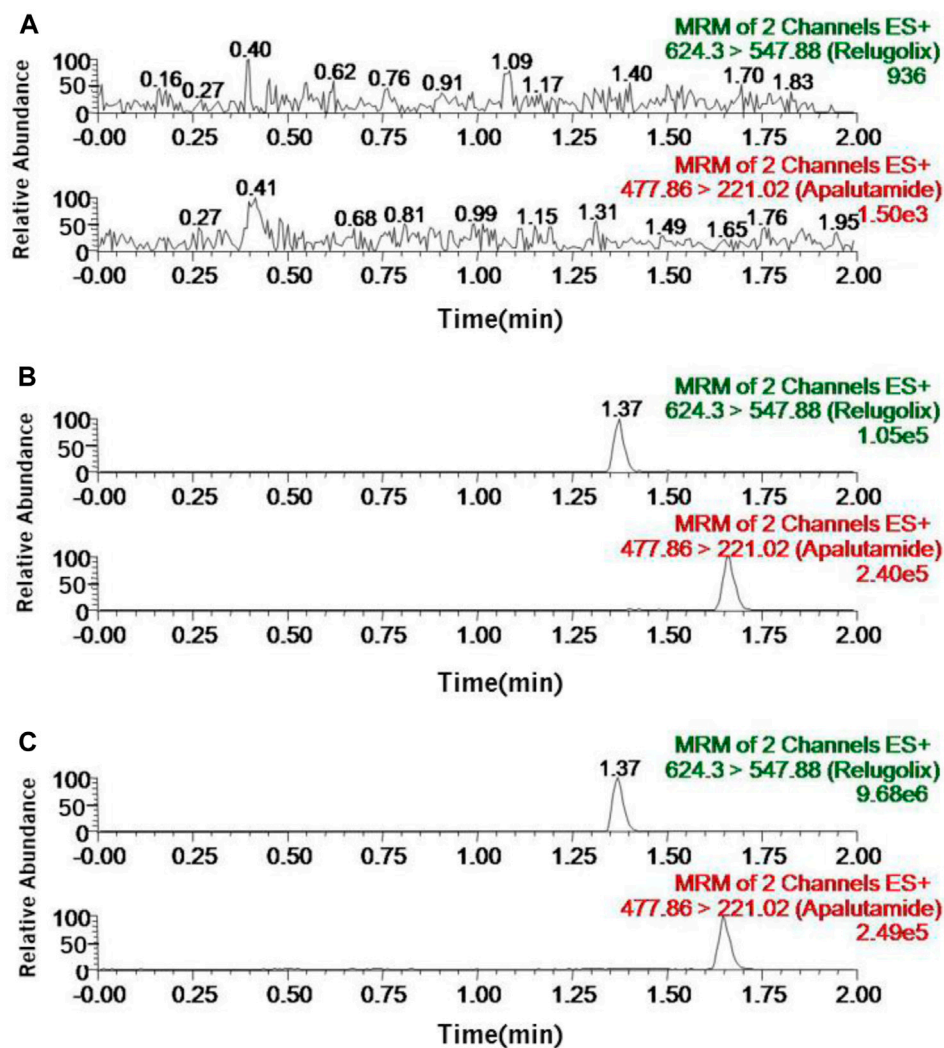 A
MRM of 2 Channels ES+
624.3 > 547.88 (Relugolix)
936
Relative Abundance
100
50
0
0.16
0.27
0.40
0.62
0.76
0.91
1.09
1.17
1.40
1.70
1.83
-0.00 0.25 0.50 0.75 1.00 1.25 1.50 1.75 2.00
MRM of 2 Channels ES+
477.86 > 221.02 (Apalutamide)
1.50e3
100
50
0
0.27
0.41
0.68
0.81
0.99
1.15
1.31
1.49
1.65
1.76
1.95
-0.00 0.25 0.50 0.75 1.00 1.25 1.50 1.75 2.00
Time(min)
B
MRM of 2 Channels ES+
624.3 > 547.88 (Relugolix)
1.05e5
Relative Abundance
100
50
0
1.37
-0.00 0.25 0.50 0.75 1.00 1.25 1.50 1.75 2.00
MRM of 2 Channels ES+
477.86 > 221.02 (Apalutamide)
2.40e5
100
50
0
-0.00 0.25 0.50 0.75 1.00 1.25 1.50 1.75 2.00
Time(min)
C
MRM of 2 Channels ES+
624.3 > 547.88 (Relugolix)
9.68e6
Relative Abundance
100
50
0
1.37
-0.00 0.25 0.50 0.75 1.00 1.25 1.50 1.75 2.00
MRM of 2 Channels ES+
477.86 > 221.02 (Apalutamide)
2.49e5
100
50
0
-0.00 0.25 0.50 0.75 1.00 1.25 1.50 1.75 2.00
Time(min)